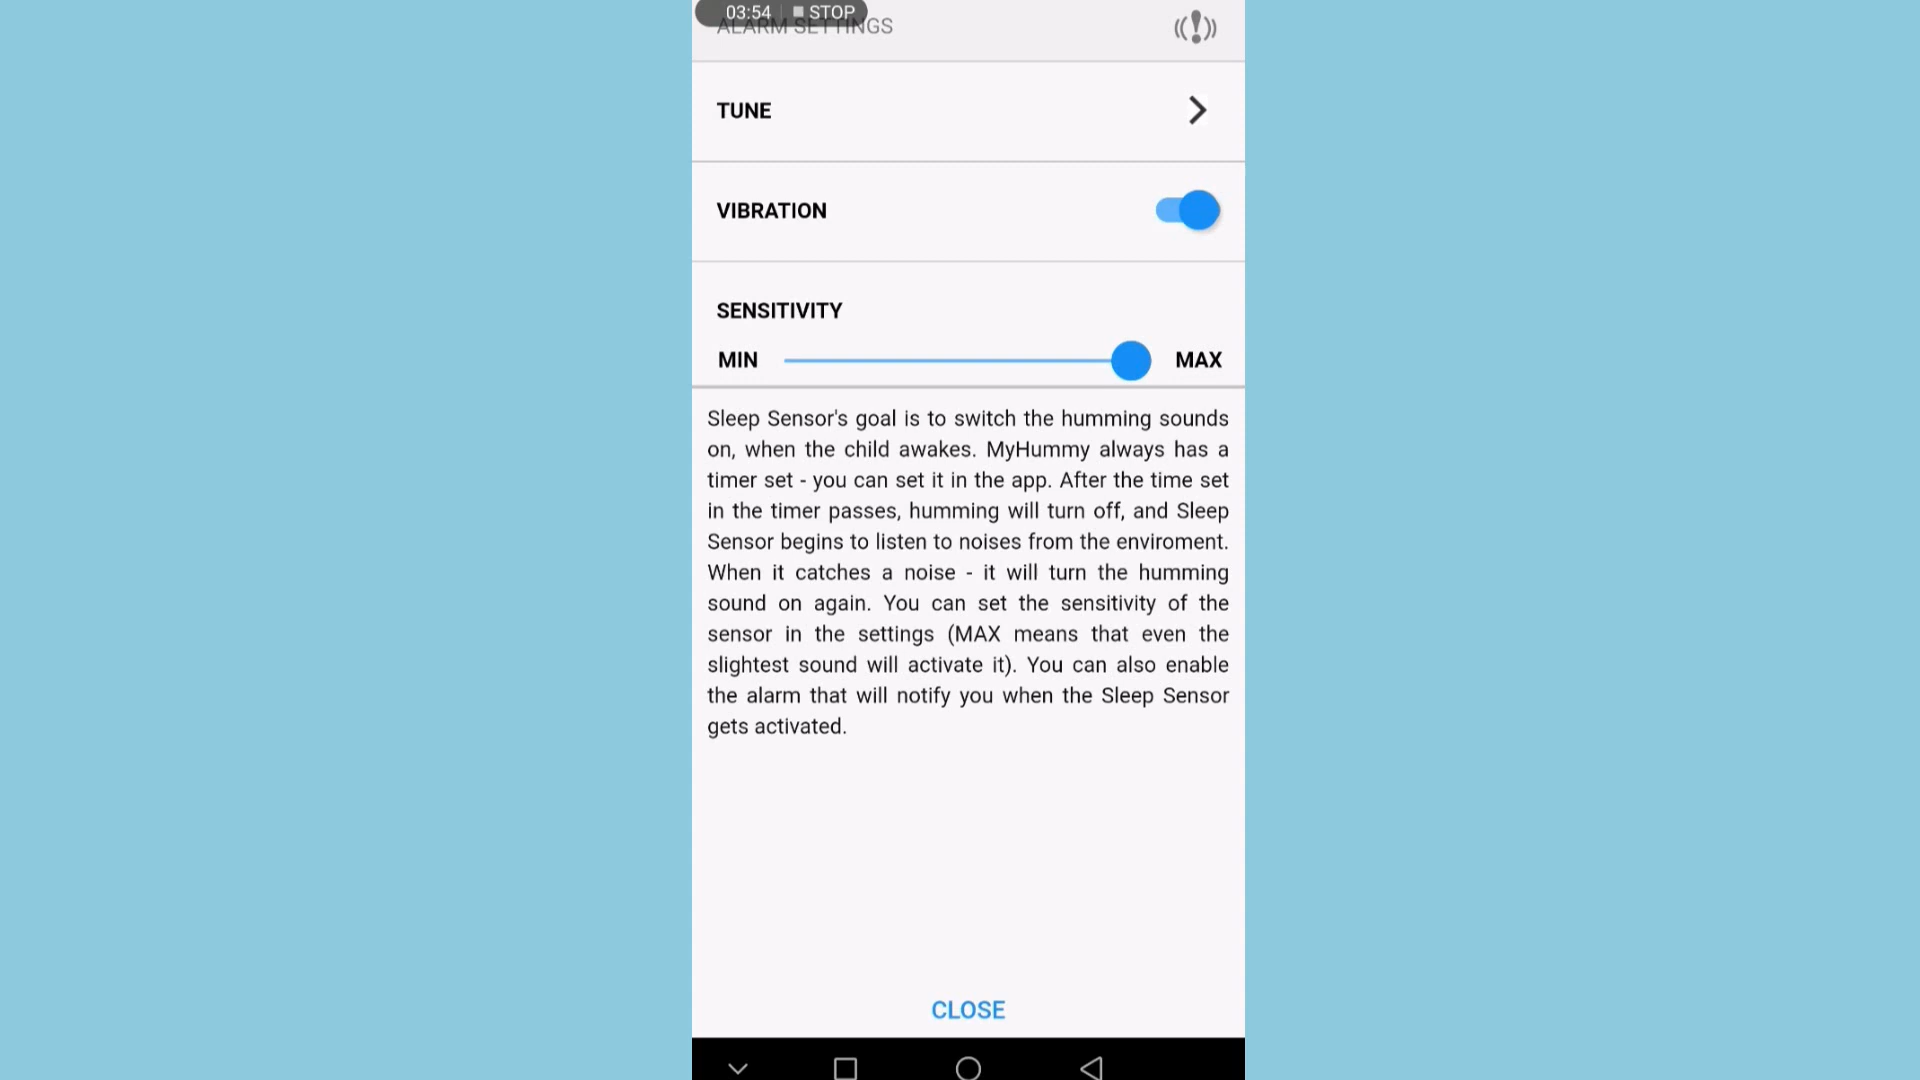 03:54 STOP
ALARM SETTINGS
TUNE
VIBRATION
SENSITIVITY
MIN MAX
Sleep Sensor's goal is to switch the humming sounds
on, when the child awakes. MyHummy always has a
timer set - you can set it in the app. After the time set
in the timer passes, humming will turn off, and Sleep
Sensor begins to listen to noises from the enviroment.
When it catches a noise - it will turn the humming
sound on again. You can set the sensitivity of the
sensor in the settings (MAX means that even the
slightest sound will activate it). You can also enable
the alarm that will notify you when the Sleep Sensor
gets activated.
CLOSE